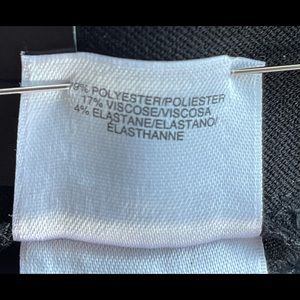 79% POLYESTER/POLIESTER
17% VISCOSE/VISCOSA
4% ELASTANE/ELASTANO/
ÉLASTHANNE